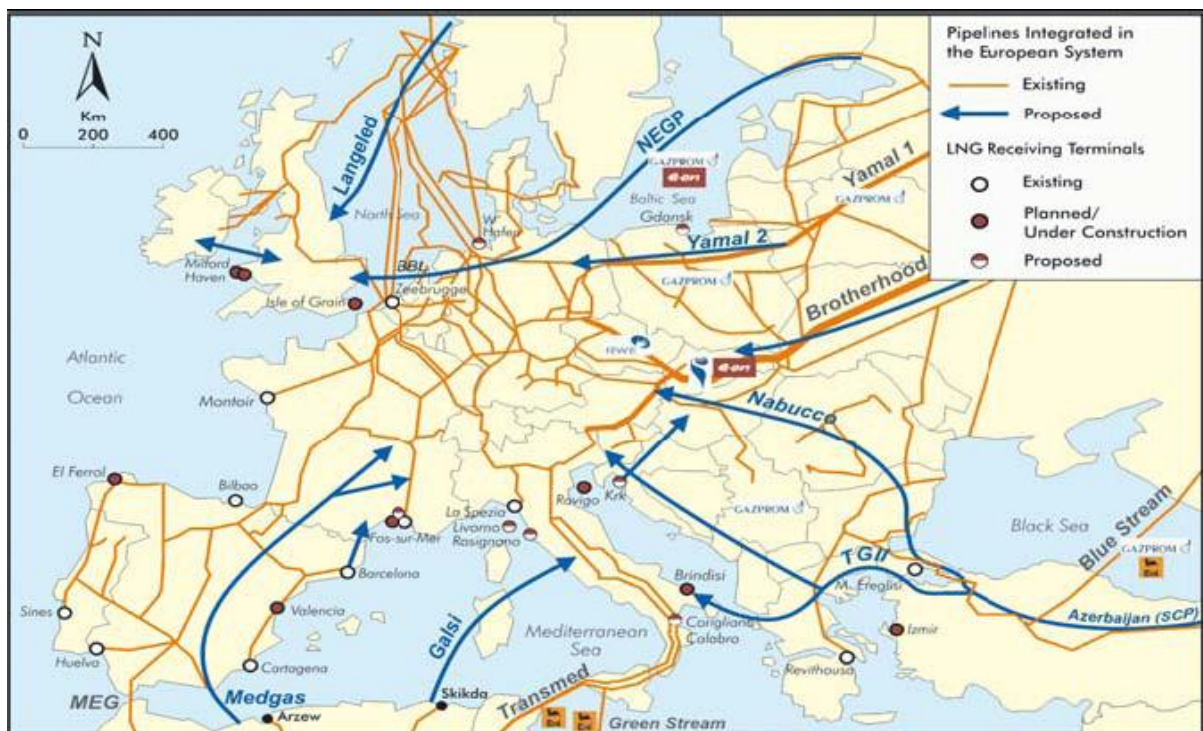 N
Km
0 200 400
Pipelines Integrated in
the European System
Existing
Proposed
LNG Receiving Terminals
Existing
Planned/
Under Construction
Proposed
Langeled
NEGP
GAZPROM
e·on
Yamal 1
GAZPROM
North Sea
Baltic Sea
Gdansk
W.
Hafen
Yamal 2
Milford
Haven
BBL
Zeebrugge
GAZPROM
Isle of Grain
Brotherhood
Atlantic
Ocean
RWE
e·on
Montoir
Nabucco
El Ferrol
Bilbao
La Spezia
Livorno
Rosignano
Rovigo
Krk
GAZPROM
Fos-sur-Mer
Black Sea
Blue Stream
GAZPROM
Eni
Barcelona
TGII
M. Ereglisi
Brindisi
Sines
Valencia
Galsi
Mediterranean
Sea
Corigliano
Calabro
Azerbaijan (SCP)
Izmir
Huelva
Cartagena
Revithousa
MEG
Medgas
Skikda
Transmed
Arzew
Eni
Eni
Green Stream